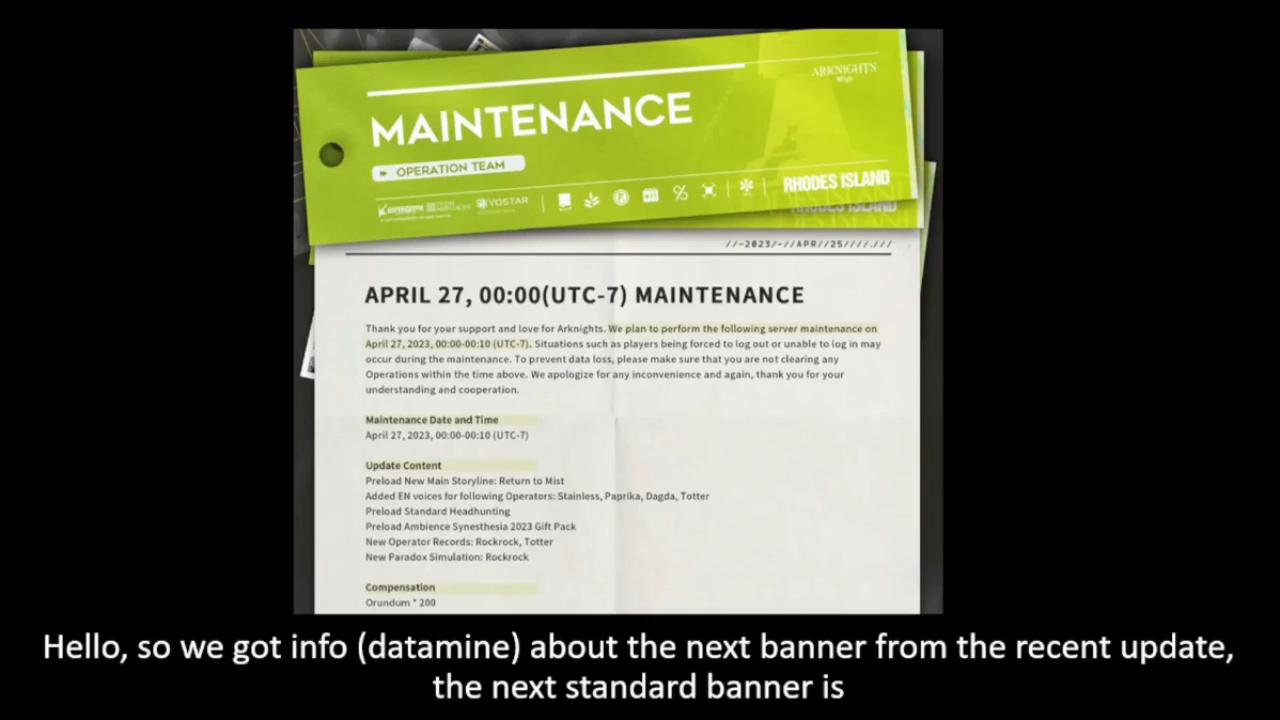 ARKNIGHTS
MAINTENANCE
OPERATION TEAM
YOSTAR
RHODES ISLAND
RHODES ISLAND
//-2023/-//APR//25////.///
APRIL 27, 00:00(UTC-7) MAINTENANCE
Thank you for your support and love for Arknights. We plan to perform the following server maintenance on
April 27, 2023, 00:00-00:10 (UTC-7). Situations such as players being forced to log out or unable to log in may
occur during the maintenance. To prevent data loss, please make sure that you are not clearing any
Operations within the time above. We apologize for any inconvenience and again, thank you for your
understanding and cooperation.
Maintenance Date and Time
April 27, 2023, 00:00-00:10 (UTC-7)
Update Content
Preload New Main Storyline: Return to Mist
Added EN voices for following Operators: Stainless, Paprika, Dagda, Totter
Preload Standard Headhunting
Preload Ambience Synesthesia 2023 Gift Pack
New Operator Records: Rockrock, Totter
New Paradox Simulation: Rockrock
Compensation
Orundum * 200
Hello, so we got info (datamine) about the next banner from the recent update,
the next standard banner is